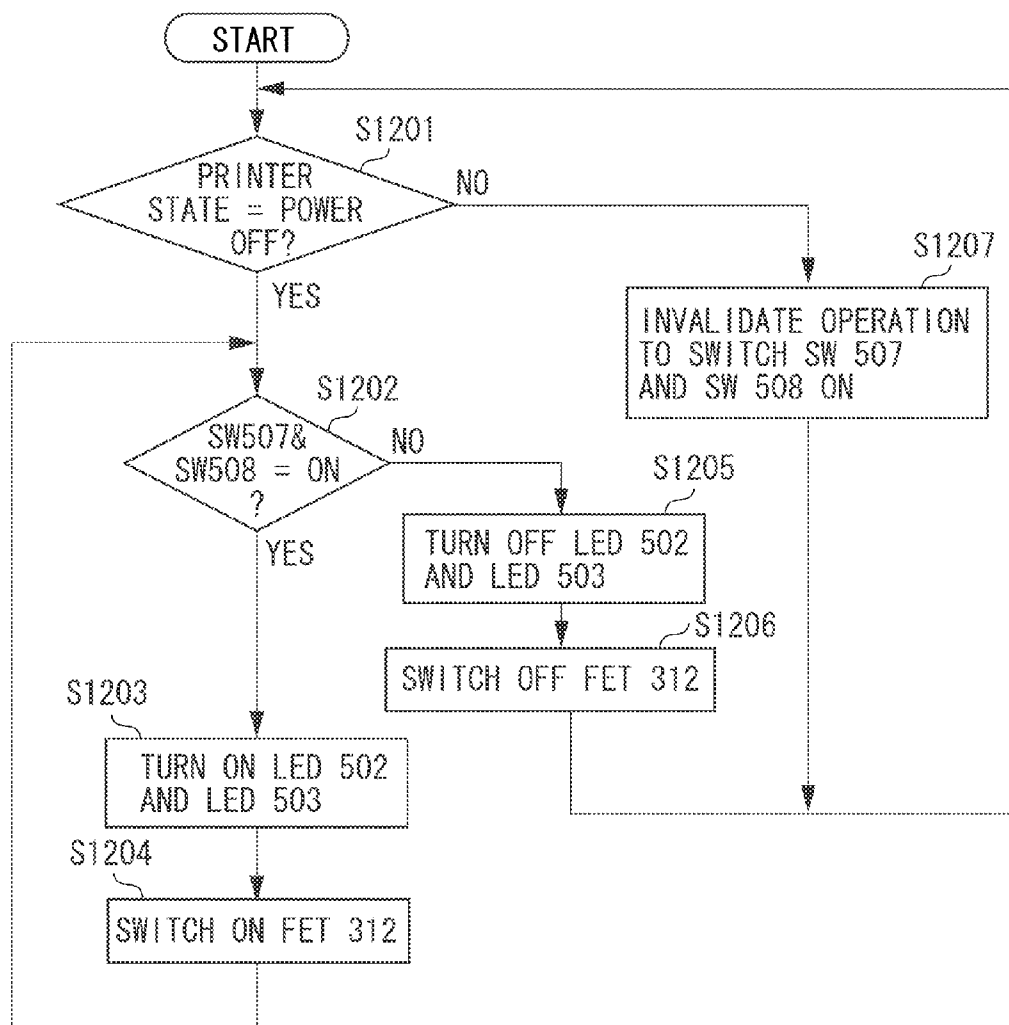 START
S1201
PRINTER
STATE = POWER
OFF?
NO
YES
S1207
INVALIDATE OPERATION
TO SWITCH SW 507
AND SW 508 ON
S1202
SW507&
SW508 = ON
?
NO
YES
S1205
TURN OFF LED 502
AND LED 503
S1206
SWITCH OFF FET 312
S1203
TURN ON LED 502
AND LED 503
S1204
SWITCH ON FET 312